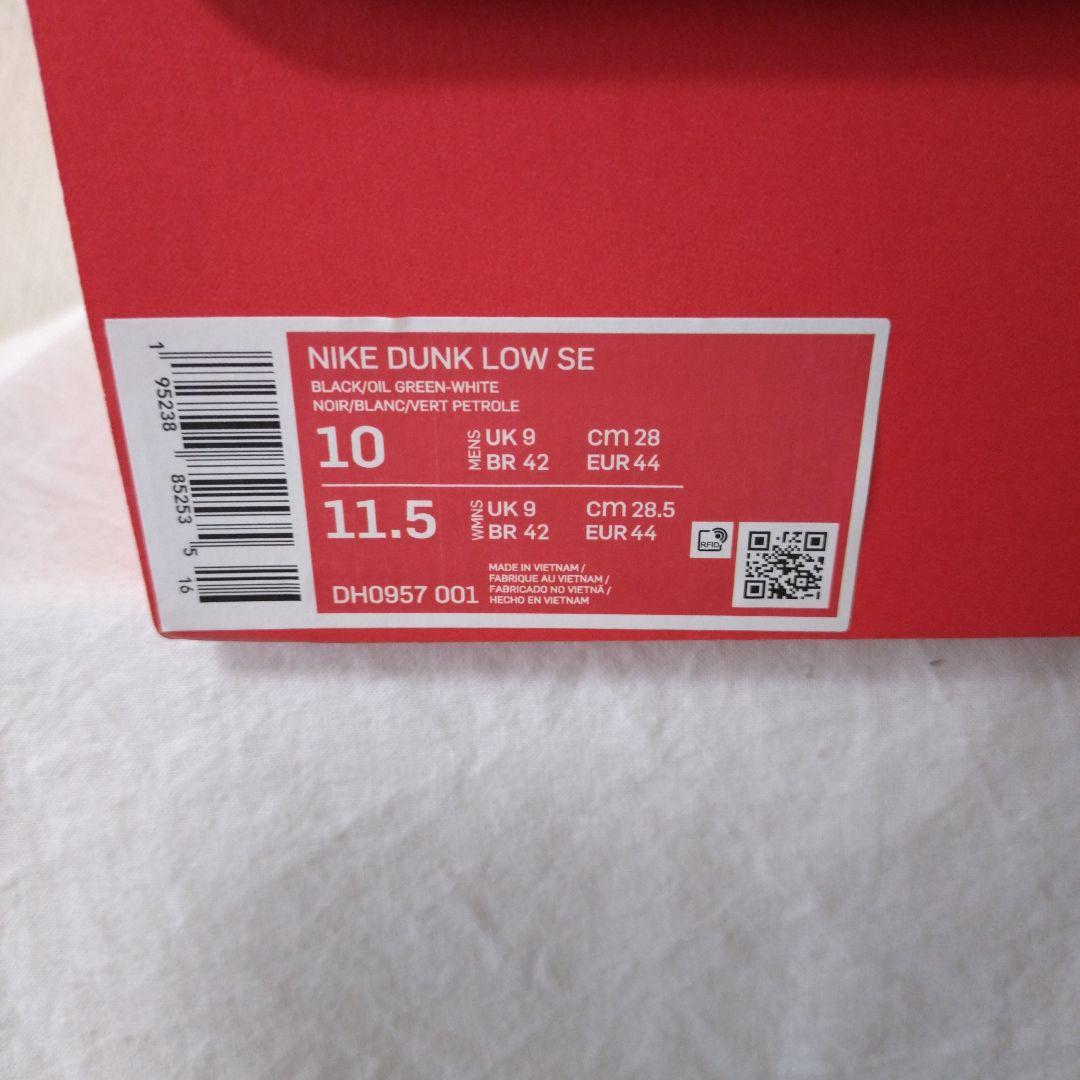 NIKE DUNK LOW SE
BLACK/OIL GREEN-WHITE
NOIR/BLANC/VERT PETROLE
10
MENS
UK 9 cm 28
BR 42 EUR 44
11.5
WMNS
UK 9 cm 28.5
BR 42 EUR 44
RFID
DH0957 001
MADE IN VIETNAM /
FABRIQUE AU VIETNAM /
FABRICADO NO VIETNÃ /
HECHO EN VIETNAM
1 95238 85253 5 16